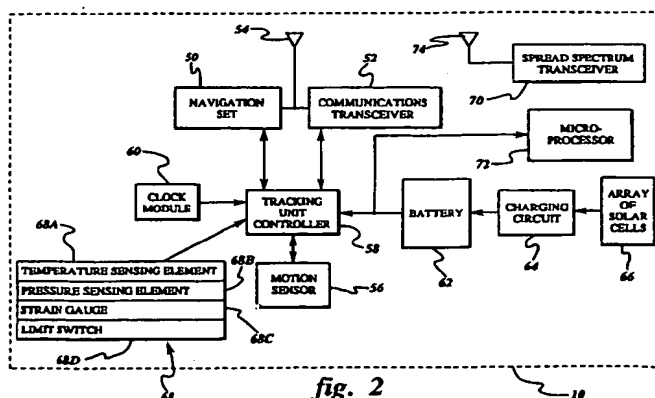 54
74
50
52
SPREAD SPECTRUM
TRANSCEIVER
70
NAVIGATION
SET
COMMUNICATIONS
TRANSCEIVER
MICRO-
PROCESSOR
72
60
CLOCK
MODULE
TRACKING
UNIT
CONTROLLER
58
BATTERY
62
CHARGING
CIRCUIT
64
ARRAY
OF
SOLAR
CELLS
66
68A
TEMPERATURE SENSING ELEMENT
PRESSURE SENSING ELEMENT
STRAIN GAUGE
LIMIT SWITCH
68B
68C
68D
MOTION
SENSOR
56
fig. 2